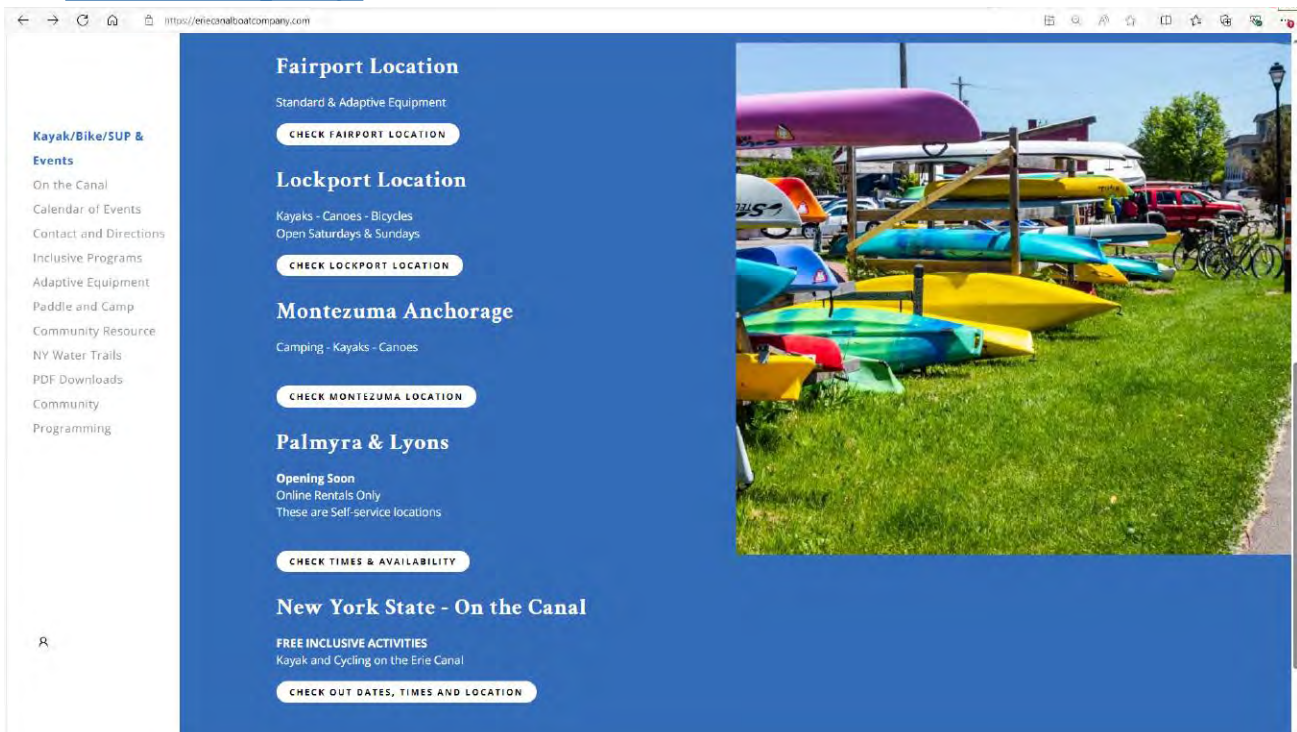 https://eriecanalboatcompany.com
Kayak/Bike/SUP &
Events
On the Canal
Calendar of Events
Contact and Directions
Inclusive Programs
Adaptive Equipment
Paddle and Camp
Community Resource
NY Water Trails
PDF Downloads
Community
Programming
Fairport Location
Standard & Adaptive Equipment
CHECK FAIRPORT LOCATION
Lockport Location
Kayaks - Canoes - Bicycles
Open Saturdays & Sundays
CHECK LOCKPORT LOCATION
Montezuma Anchorage
Camping - Kayaks - Canoes
CHECK MONTEZUMA LOCATION
Palmyra & Lyons
Opening Soon
Online Rentals Only
These are Self-service locations
CHECK TIMES & AVAILABILITY
New York State - On the Canal
FREE INCLUSIVE ACTIVITIES
Kayak and Cycling on the Erie Canal
CHECK OUT DATES, TIMES AND LOCATION